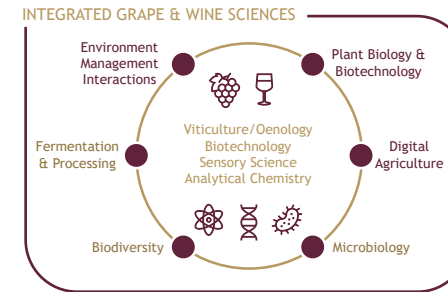 INTEGRATED GRAPE & WINE SCIENCES
Environment
Management
Interactions
Plant Biology &
Biotechnology
Fermentation
& Processing
Viticulture/Oenology
Biotechnology
Sensory Science
Analytical Chemistry
Digital
Agriculture
Biodiversity
Microbiology